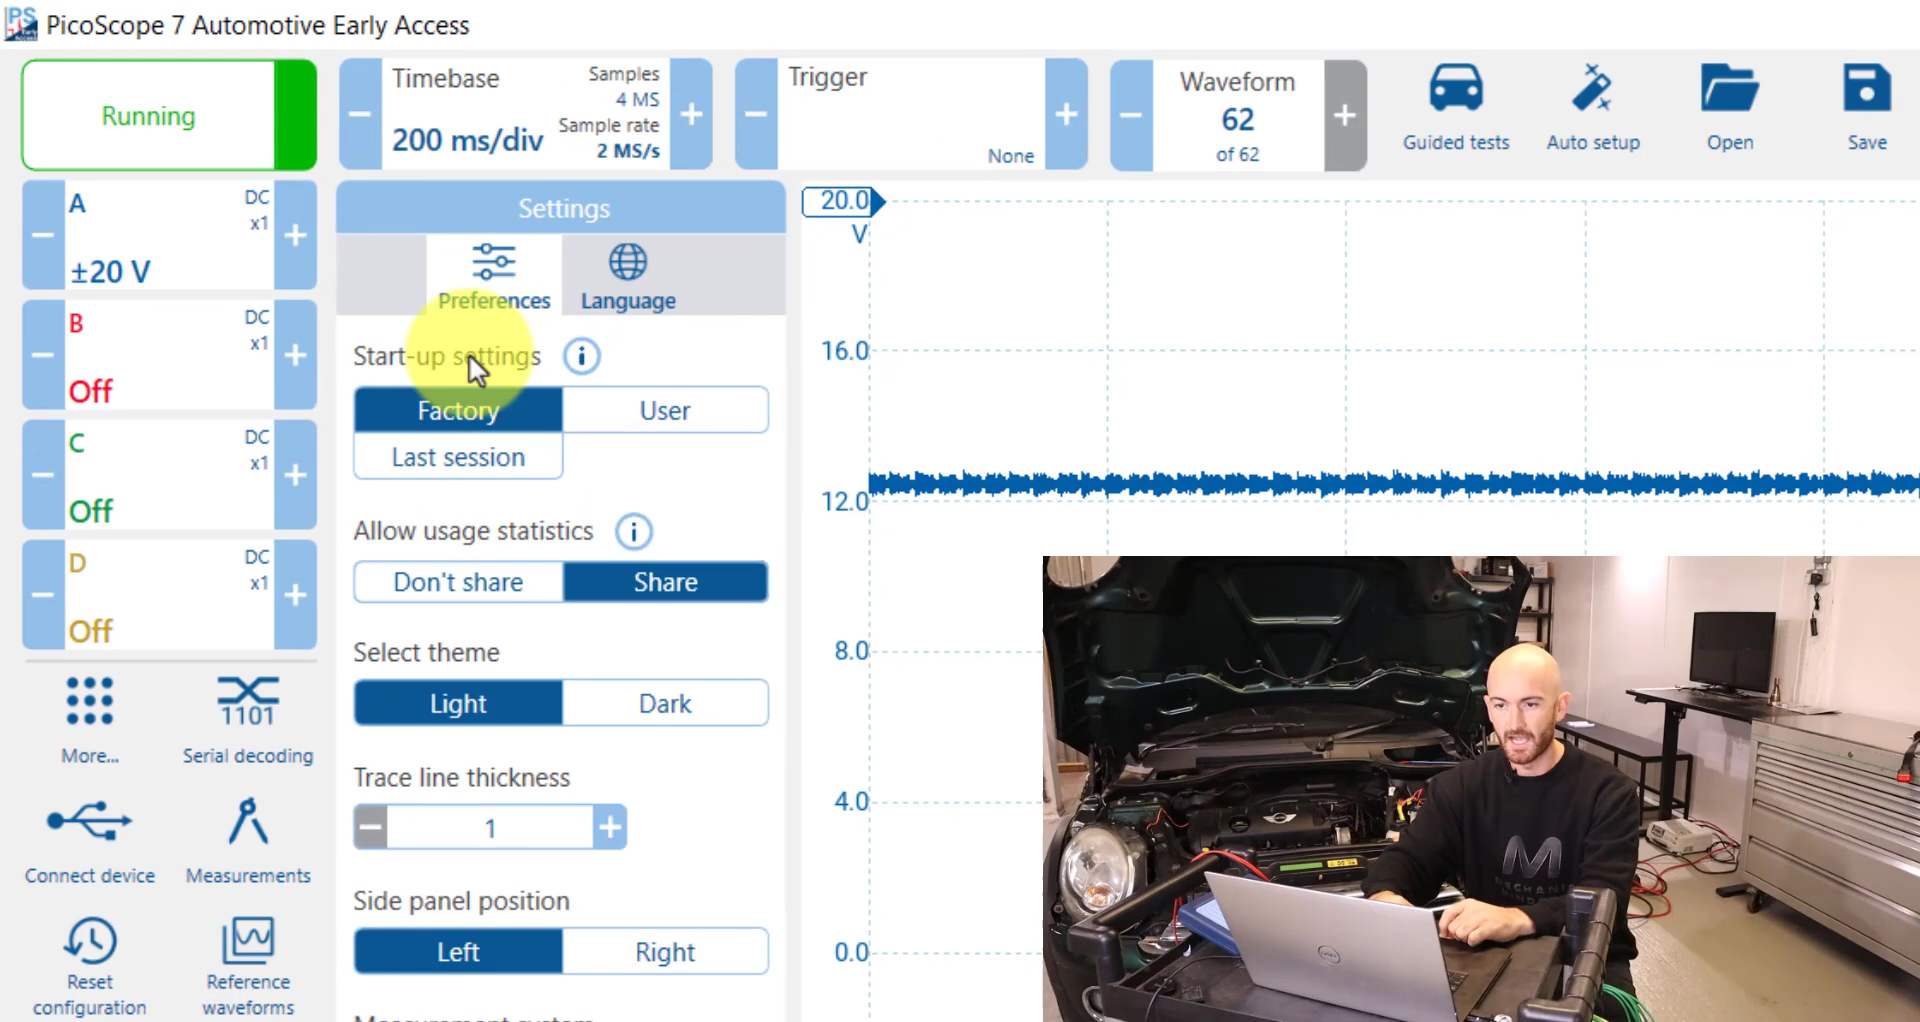 PicoScope 7 Automotive Early Access
Running
Timebase
200 ms/div
Samples
4 MS
Sample rate
2 MS/s
Trigger
None
Waveform
62
of 62
Guided tests
Auto setup
Open
Save
A
DC
x1
±20 V
B
DC
x1
Off
C
DC
x1
Off
D
DC
x1
Off
More...
1101
Serial decoding
Connect device
Measurements
Reset
configuration
Reference
waveforms
Settings
Preferences
Language
Start-up settings
Factory
User
Last session
Allow usage statistics
Don't share
Share
Select theme
Light
Dark
Trace line thickness
1
Side panel position
Left
Right
20.0
V
16.0
12.0
8.0
4.0
0.0